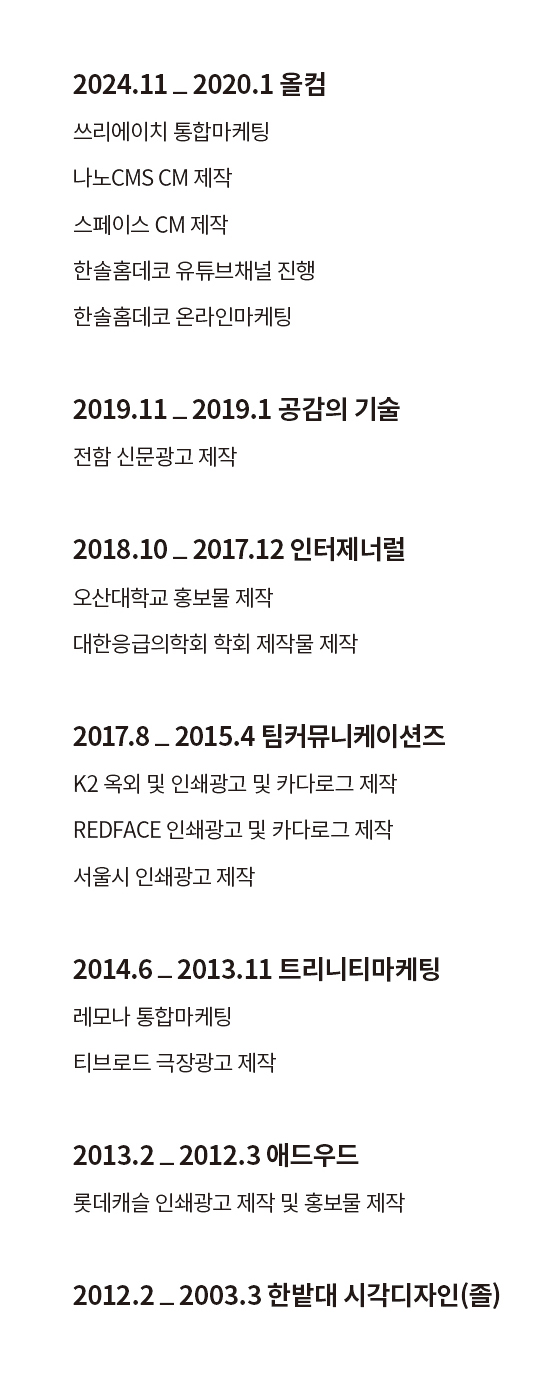 2024.11 _ 2020.1 올컴
쓰리에이치 통합마케팅
나노CMS CM 제작
스페이스 CM 제작
한솔홈데코 유튜브채널 진행
한솔홈데코 온라인마케팅
2019.11 _ 2019.1 공감의 기술
전함 신문광고 제작
2018.10 _ 2017.12 인터제너럴
오산대학교 홍보물 제작
대한응급의학회 학회 제작물 제작
2017.8 _ 2015.4 팀커뮤니케이션즈
K2 옥외 및 인쇄광고 및 카다로그 제작
REDFACE 인쇄광고 및 카다로그 제작
서울시 인쇄광고 제작
2014.6 _ 2013.11 트리니티마케팅
레모나 통합마케팅
티브로드 극장광고 제작
2013.2 _ 2012.3 애드우드
롯데캐슬 인쇄광고 제작 및 홍보물 제작
2012.2 _ 2003.3 한밭대 시각디자인(졸)